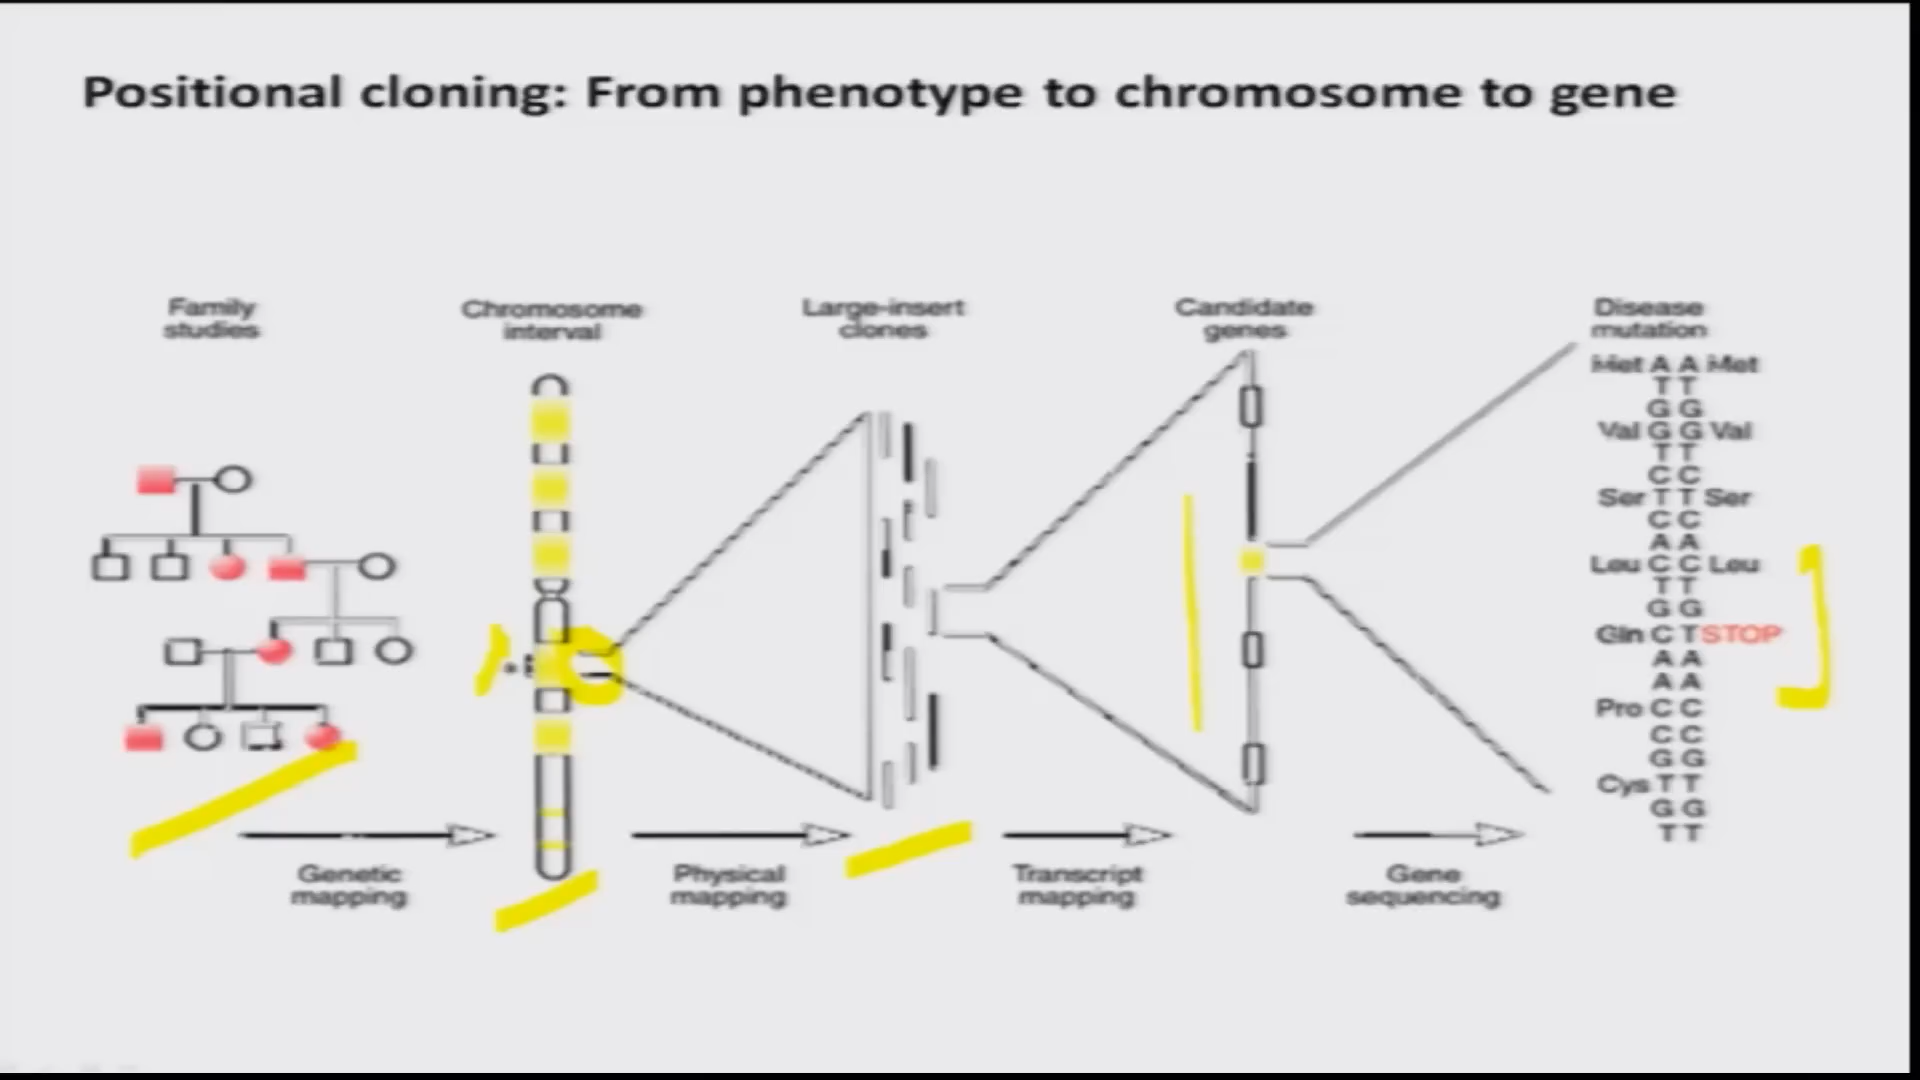 Positional cloning: From phenotype to chromosome to gene
Family
studies
Chromosome
interval
Large-insert
clones
Candidate
genes
Disease
mutation
Met A A Met
T T
G G
Val G G Val
T T
C C
Ser T T Ser
C C
A A
Leu C C Leu
T T
G G
Gln C T STOP
A A
A A
Pro C C
C C
G G
Cys T T
G G
T T
Genetic
mapping
Physical
mapping
Transcript
mapping
Gene
sequencing